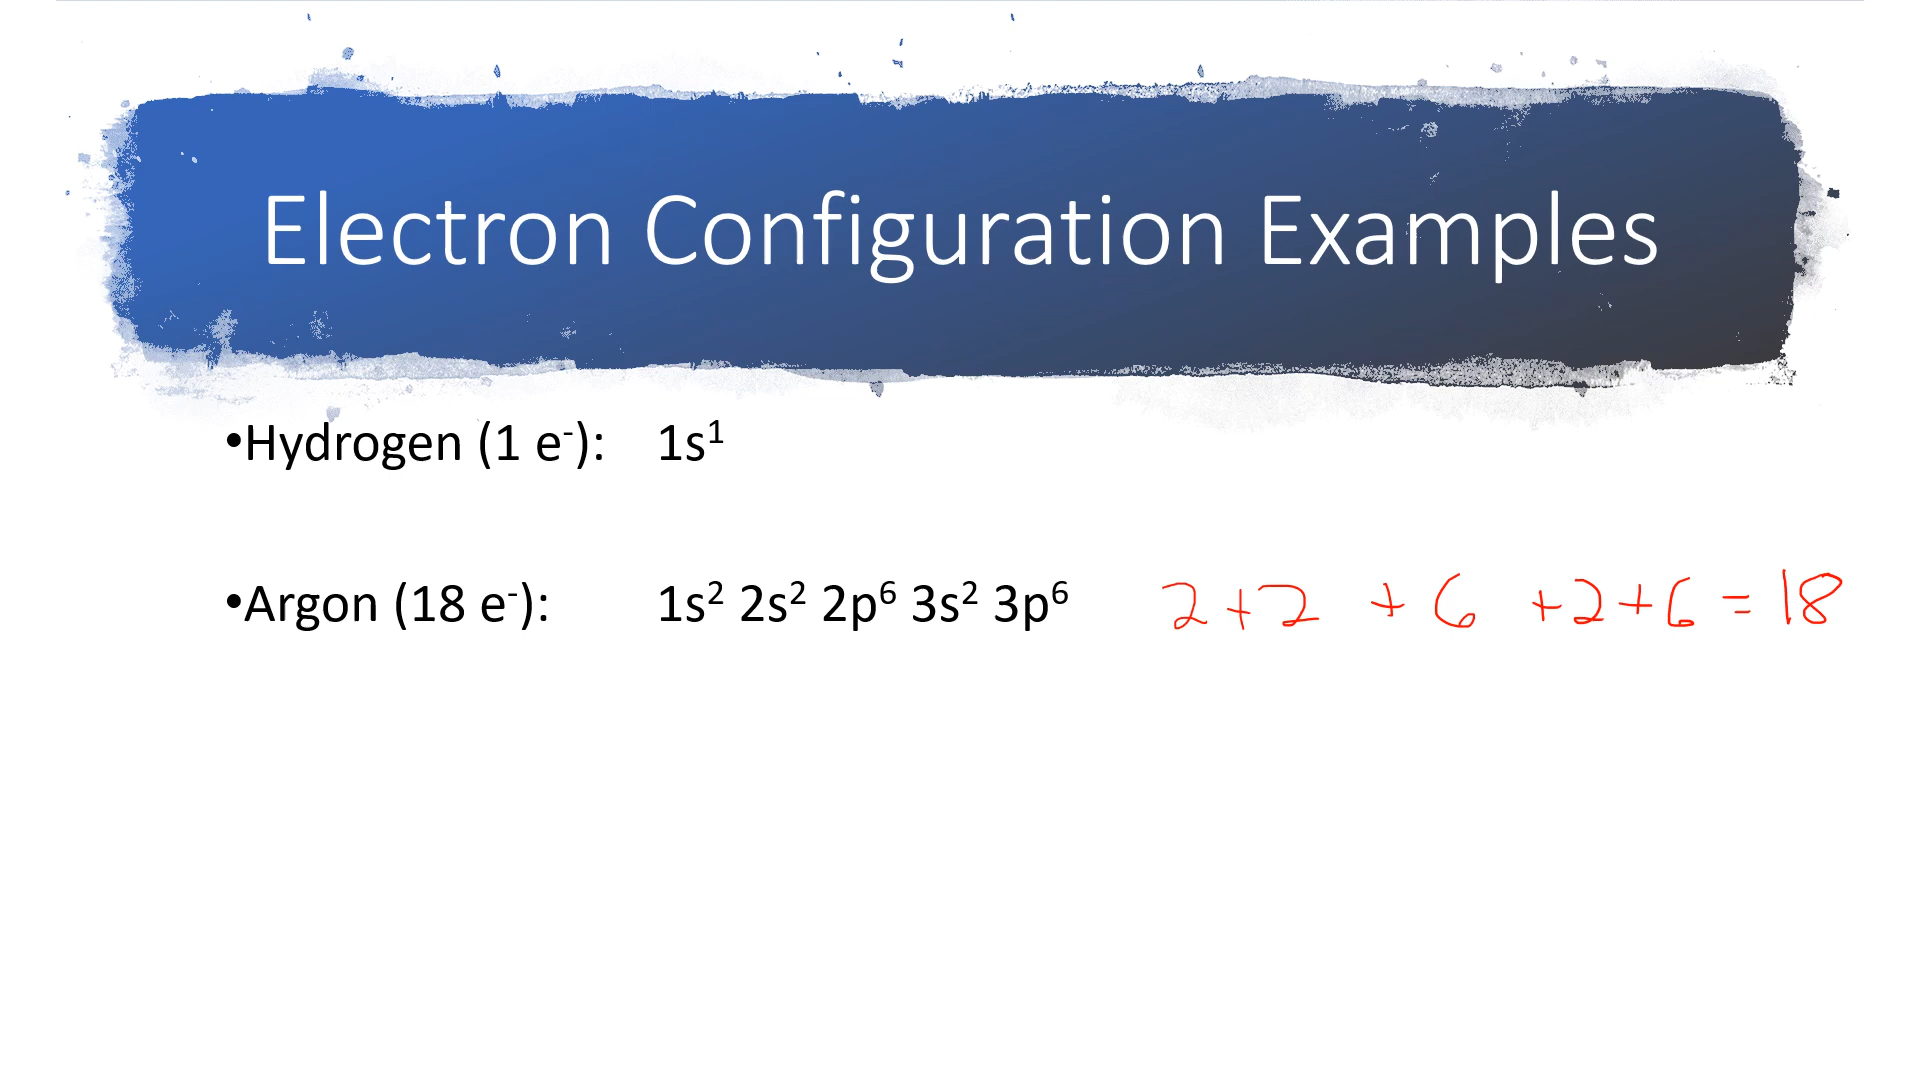 Electron Configuration Examples
•Hydrogen (1 e⁻): 1s¹
•Argon (18 e⁻): 1s² 2s² 2p⁶ 3s² 3p⁶ 2+2 + 6 +2+6 = 18